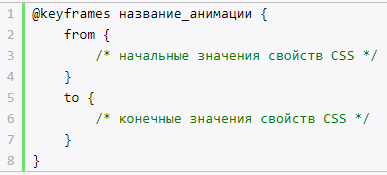 1 @keyframes название_анимации {
2     from {
3         /* начальные значения свойств CSS */
4     }
5     to {
6         /* конечные значения свойств CSS */
7     }
8 }